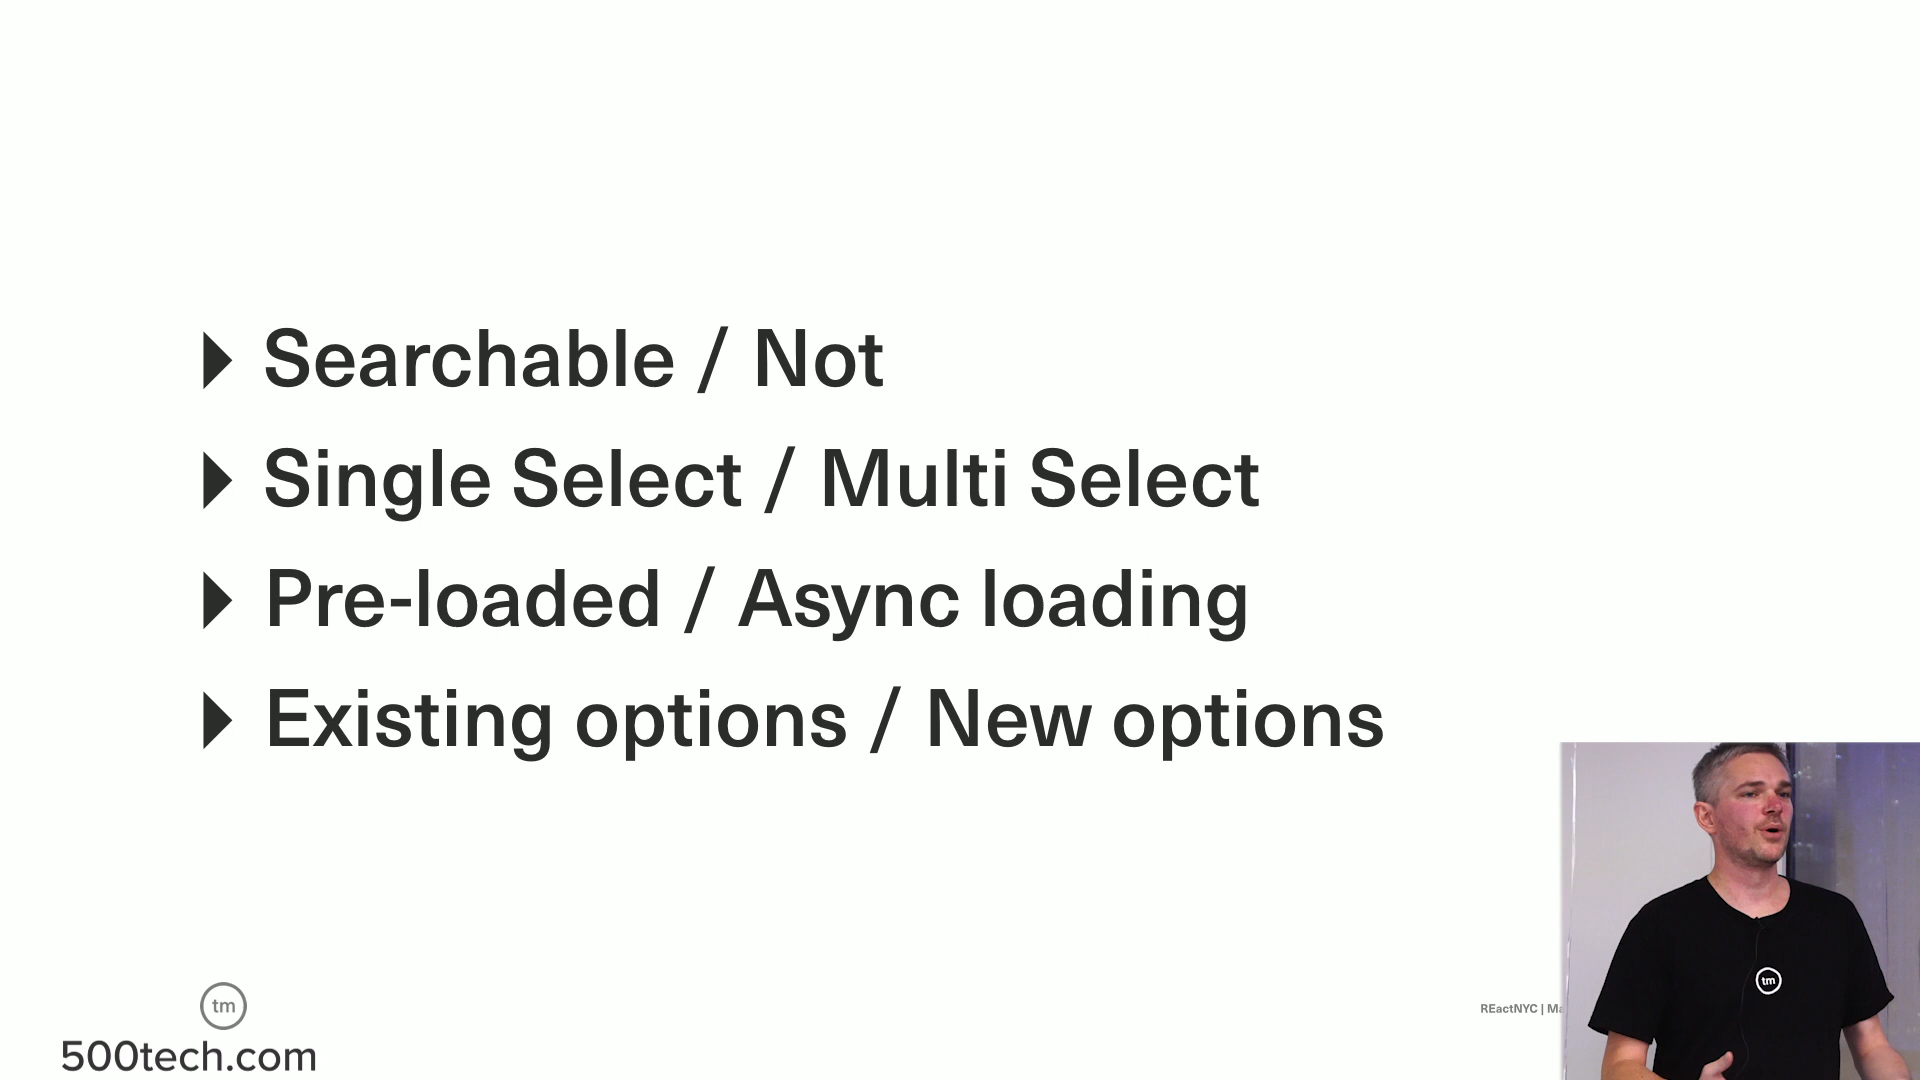 Searchable / Not
Single Select / Multi Select
Pre-loaded / Async loading
Existing options / New options
tm
REactNYC |
500tech.com
tm